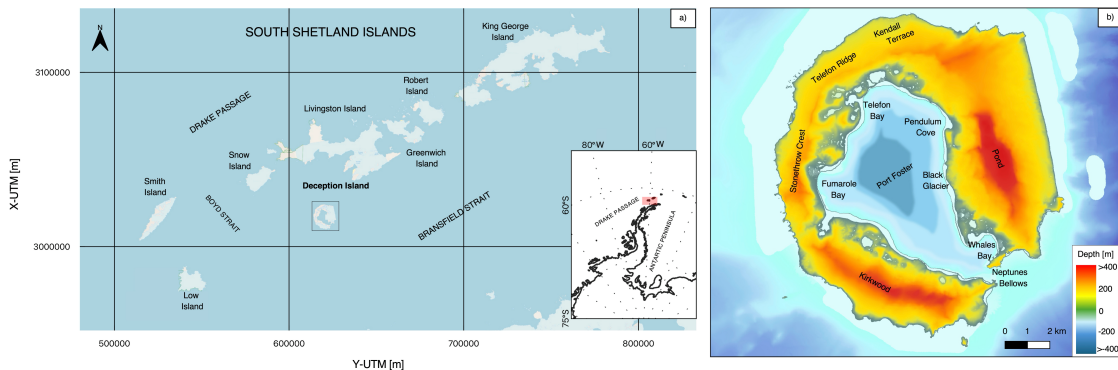 a)
N
SOUTH SHETLAND ISLANDS
King George
Island
3100000
Robert
Island
DRAKE PASSAGE
Livingston Island
Snow
Island
Greenwich
Island
Smith
Island
Deception Island
BOYD STRAIT
BRANSFIELD STRAIT
3000000
Low
Island
X-UTM [m]
500000
600000
700000
800000
Y-UTM [m]
80°W
60°W
60°S
DRAKE PASSAGE
ANTARTIC PENINSULA
75°S
b)
Kendall
Terrace
Telefon Ridge
Telefon
Bay
Pendulum
Cove
Stonethrow Crest
Port Foster
Pond
Fumarole
Bay
Black
Glacier
Whales
Bay
Neptunes
Bellows
Kirkwood
0 1 2 km
Depth [m]
>400
200
0
-200
>-400